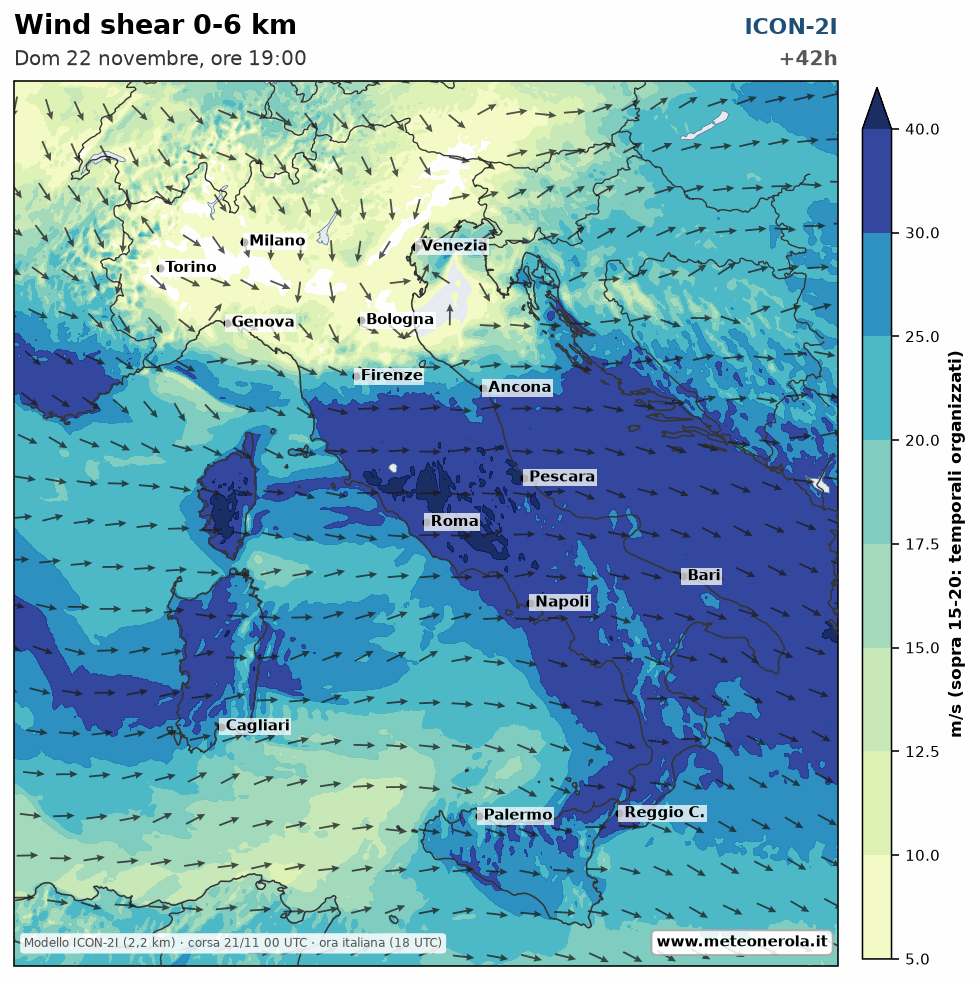 Wind shear 0-6 km
ICON-2I
Dom 22 novembre, ore 19:00
+42h
Milano
Venezia
Torino
Genova
Bologna
Firenze
Ancona
Pescara
Roma
Bari
Napoli
Cagliari
Palermo
Reggio C.
40.0
30.0
25.0
20.0
17.5
15.0
12.5
10.0
5.0
m/s (sopra 15-20: temporali organizzati)
Modello ICON-2I (2,2 km) · corsa 21/11 00 UTC · ora italiana (18 UTC)
www.meteonerola.it